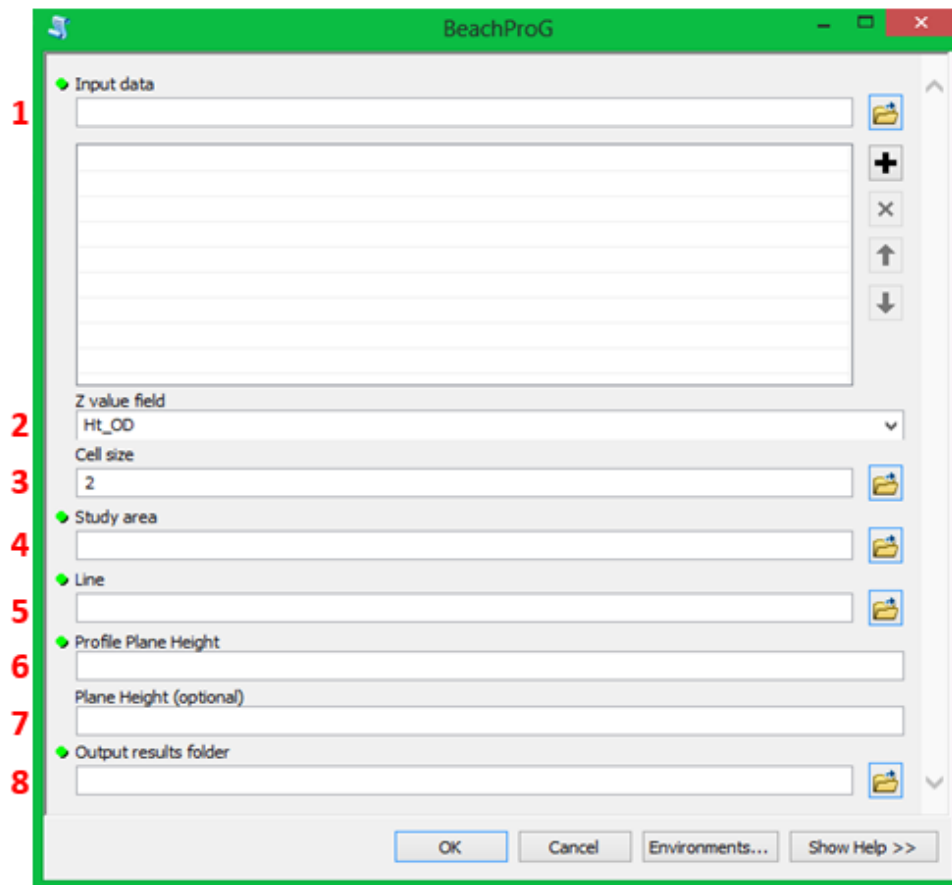 BeachProG
Input data
1
Z value field
2 Ht_OD
Cell size
3 2
Study area
4
Line
5
Profile Plane Height
6
Plane Height (optional)
7
Output results folder
8
OK Cancel Environments... Show Help >>